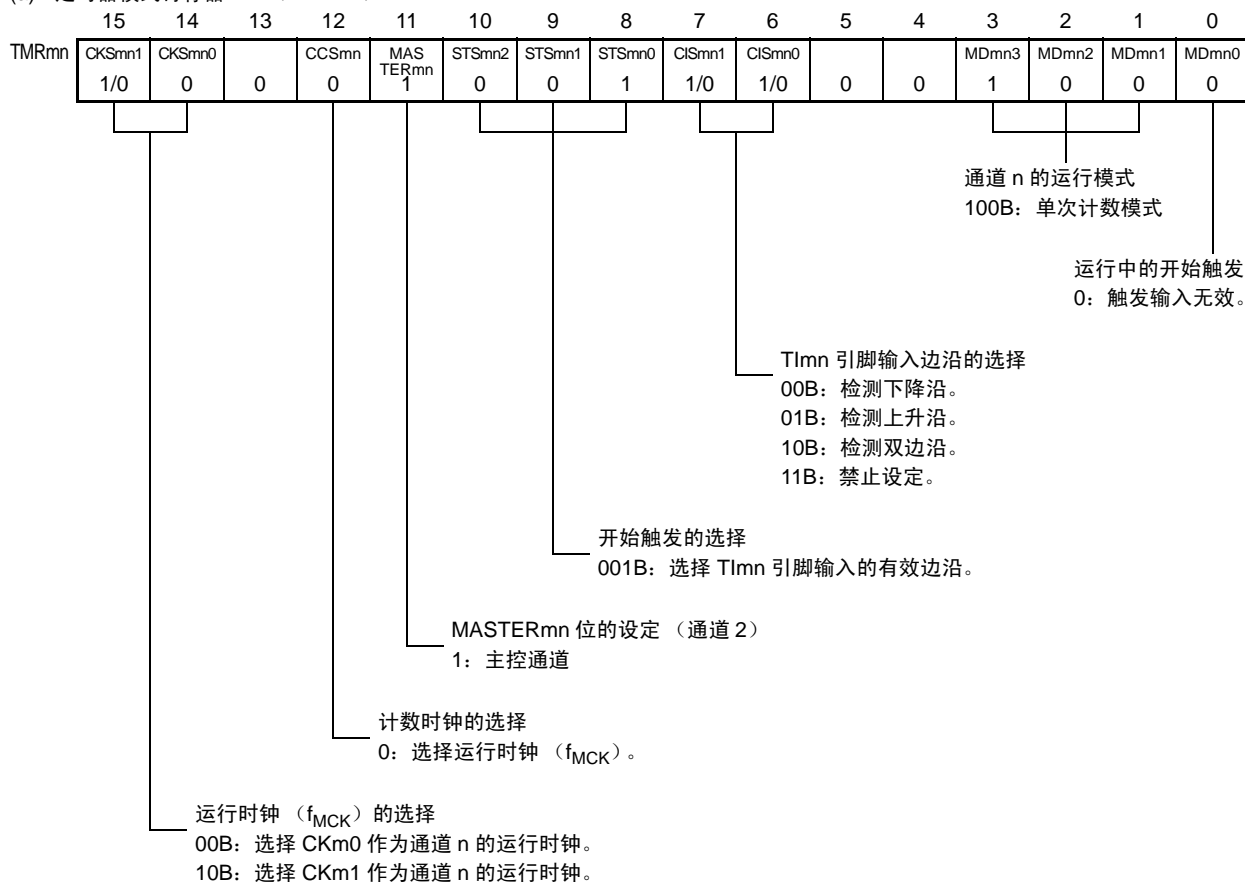 15 14 13 12 11 10 9 8 7 6 5 4 3 2 1 0
TMRmn CKSmn1 CKSmn0 CCSmn MAS TERmn STSmn2 STSmn1 STSmn0 CISmn1 CISmn0 MDmn3 MDmn2 MDmn1 MDmn0
1/0 0 0 0 1 0 0 1 1/0 1/0 0 0 1 0 0 0
通道 n 的运行模式
100B：单次计数模式
运行中的开始触发
0：触发输入无效。
TImn 引脚输入边沿的选择
00B：检测下降沿。
01B：检测上升沿。
10B：检测双边沿。
11B：禁止设定。
开始触发的选择
001B：选择 TImn 引脚输入的有效边沿。
MASTERmn 位的设定 （通道 2）
1：主控通道
计数时钟的选择
0：选择运行时钟 （fMCK）。
运行时钟 （fMCK）的选择
00B：选择 CKm0 作为通道 n 的运行时钟。
10B：选择 CKm1 作为通道 n 的运行时钟。